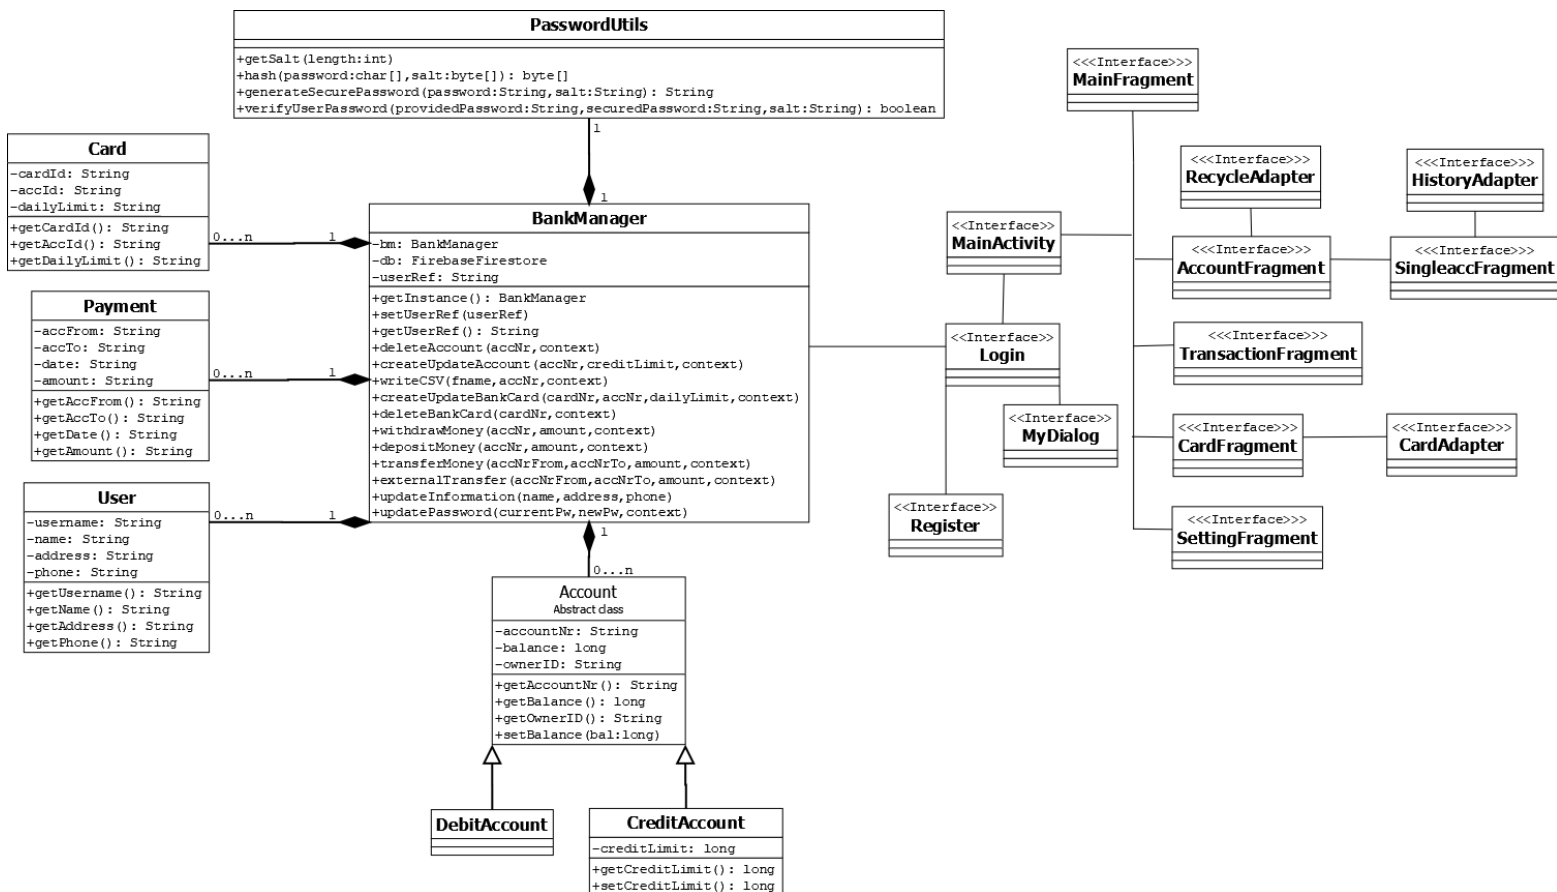 PasswordUtils
+getSalt(length:int)
+hash(password:char[],salt:byte[]): byte[]
+generateSecurePassword(password:String,salt:String): String
+verifyUserPassword(providedPassword:String,securedPassword:String,salt:String): boolean
1
1
Card
-cardId: String
-accId: String
-dailyLimit: String
+getCardId(): String
+getAccId(): String
+getDailyLimit(): String
0...n
1
Payment
-accFrom: String
-accTo: String
-date: String
-amount: String
+getAccFrom(): String
+getAccTo(): String
+getDate(): String
+getAmount(): String
0...n
1
User
-username: String
-name: String
-address: String
-phone: String
+getUsername(): String
+getName(): String
+getAddress(): String
+getPhone(): String
0...n
1
BankManager
-bm: BankManager
-db: FirebaseFirestore
-userRef: String
+getInstance(): BankManager
+setUserRef(userRef)
+getUserRef(): String
+deleteAccount(accNr,context)
+createUpdateAccount(accNr,creditLimit,context)
+writeCSV(fname,accNr,context)
+createUpdateBankCard(cardNr,accNr,dailyLimit,context)
+deleteBankCard(cardNr,context)
+withdrawMoney(accNr,amount,context)
+depositMoney(accNr,amount,context)
+transferMoney(accNrFrom,accNrTo,amount,context)
+externalTransfer(accNrFrom,accNrTo,amount,context)
+updateInformation(name,address,phone)
+updatePassword(currentPw,newPw,context)
1
0...n
Account
Abstract class
-accountNr: String
-balance: long
-ownerID: String
+getAccountNr(): String
+getBalance(): long
+getOwnerID(): String
+setBalance(bal:long)
DebitAccount
CreditAccount
-creditLimit: long
+getCreditLimit(): long
+setCreditLimit(): long
<<Interface>>
MainActivity
<<Interface>>
Login
<<Interface>>
MyDialog
<<Interface>>
Register
<<<Interface>>>
MainFragment
<<<Interface>>>
RecycleAdapter
<<<Interface>>>
HistoryAdapter
<<<Interface>>>
AccountFragment
<<<Interface>>>
SingleaccFragment
<<<Interface>>>
TransactionFragment
<<<Interface>>>
CardFragment
<<<Interface>>>
CardAdapter
<<<Interface>>>
SettingFragment